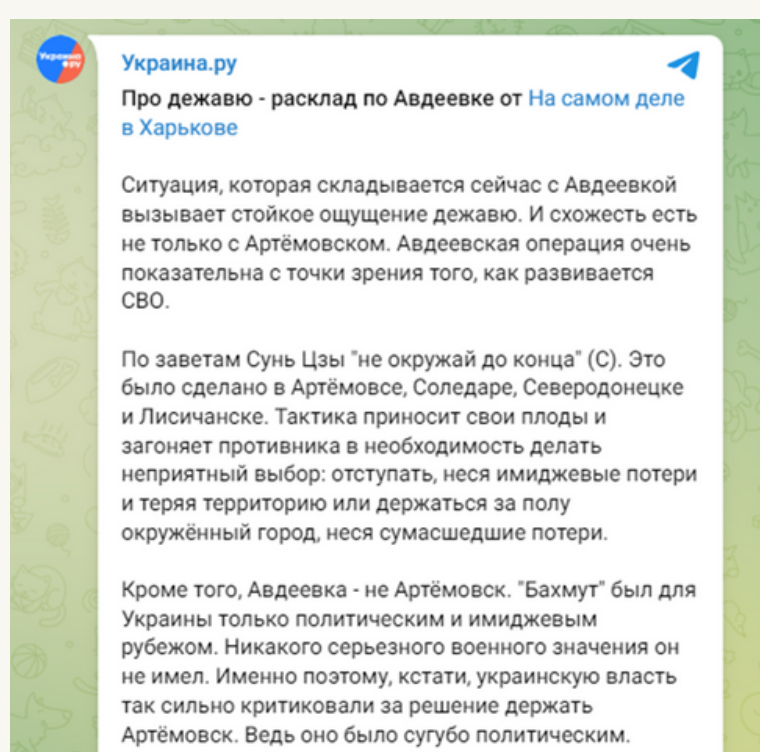 Украина.ру
Украина.ру
Про дежавю - расклад по Авдеевке от На самом деле
в Харькове
Ситуация, которая складывается сейчас с Авдеевкой
вызывает стойкое ощущение дежавю. И схожесть есть
не только с Артёмовском. Авдеевская операция очень
показательна с точки зрения того, как развивается
СВО.
По заветам Сунь Цзы "не окружай до конца" (С). Это
было сделано в Артёмовсе, Соледаре, Северодонецке
и Лисичанске. Тактика приносит свои плоды и
загоняет противника в необходимость делать
неприятный выбор: отступать, неся имиджевые потери
и теряя территорию или держаться за полу
окружённый город, неся сумасшедшие потери.
Кроме того, Авдеевка - не Артёмовск. "Бахмут" был для
Украины только политическим и имиджевым
рубежом. Никакого серьезного военного значения он
не имел. Именно поэтому, кстати, украинскую власть
так сильно критиковали за решение держать
Артёмовск. Ведь оно было сугубо политическим.